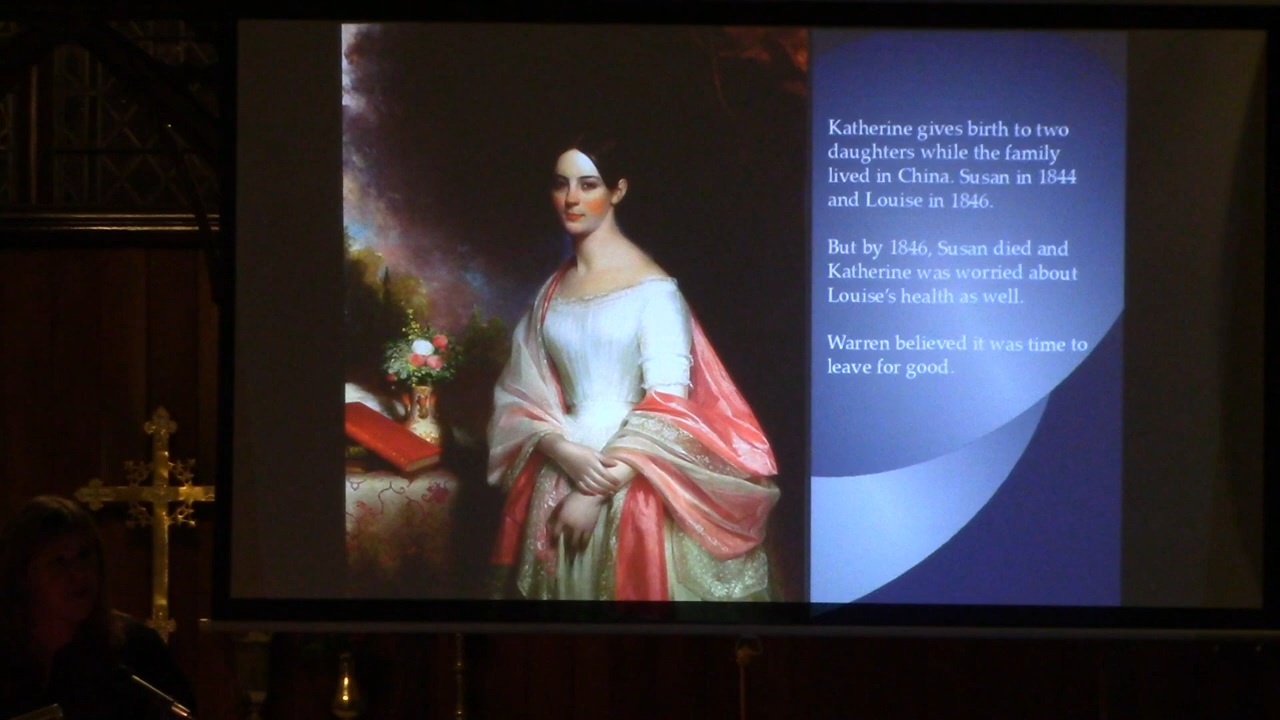 Katherine gives birth to two
daughters while the family
lived in China. Susan in 1844
and Louise in 1846.
But by 1846, Susan died and
Katherine was worried about
Louise's health as well.
Warren believed it was time to
leave for good.